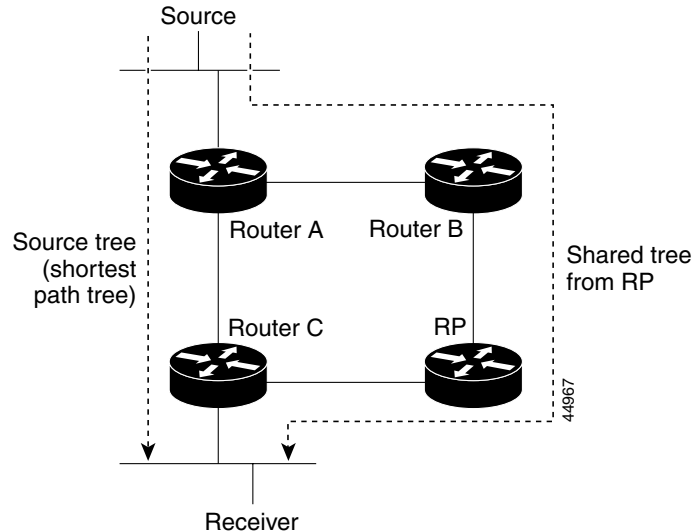 Source
Router A
Router B
Source tree
(shortest
path tree)
Shared tree
from RP
Router C
RP
44967
Receiver